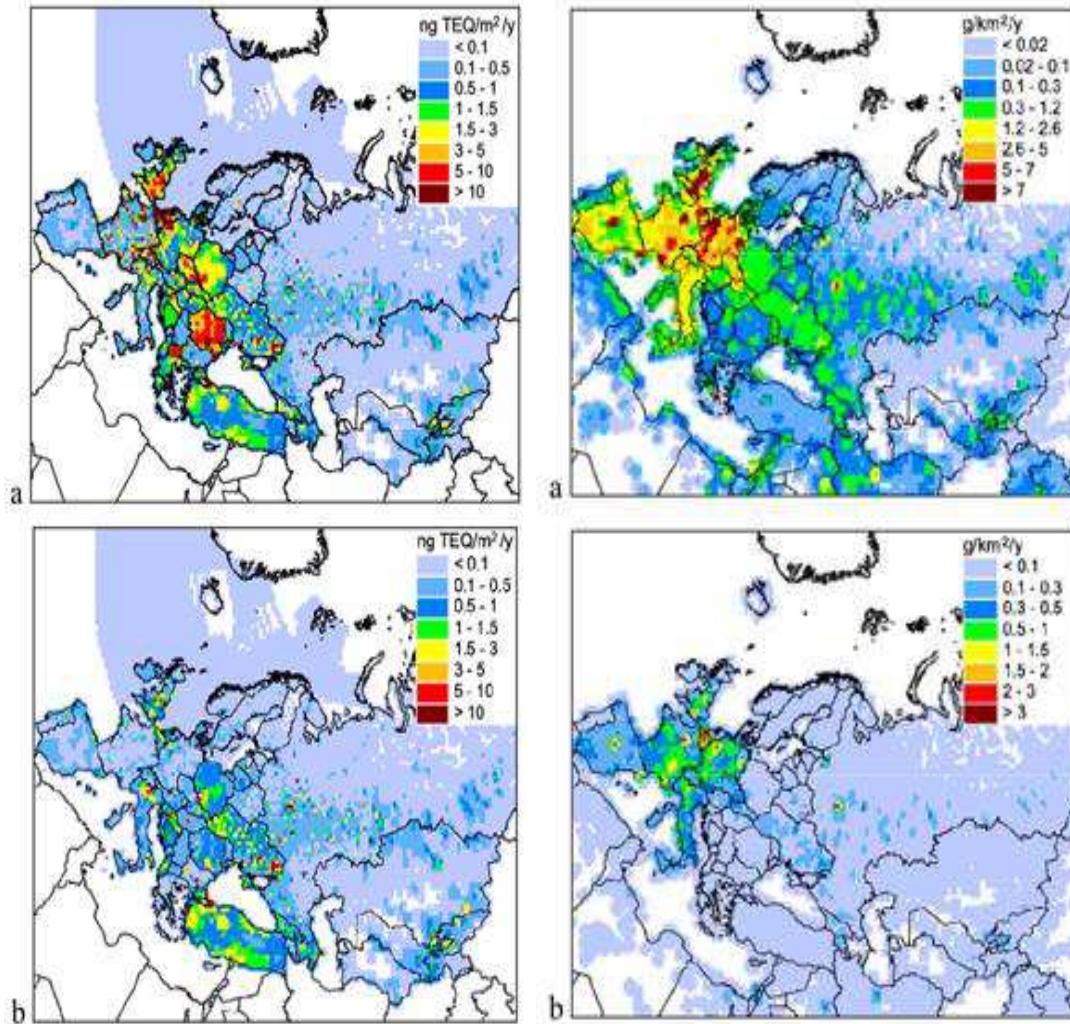 ng TEQ/m²/y
< 0.1
0.1 - 0.5
0.5 - 1
1 - 1.5
1.5 - 3
3 - 5
5 - 10
> 10
a
g/km²/y
< 0.02
0.02 - 0.1
0.1 - 0.3
0.3 - 1.2
1.2 - 2.6
2.6 - 5
5 - 7
> 7
a
ng TEQ/m²/y
< 0.1
0.1 - 0.5
0.5 - 1
1 - 1.5
1.5 - 3
3 - 5
5 - 10
> 10
b
g/km²/y
< 0.1
0.1 - 0.3
0.3 - 0.5
0.5 - 1
1 - 1.5
1.5 - 2
2 - 3
> 3
b